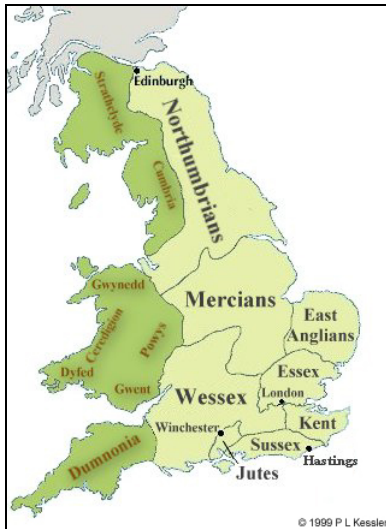 Edinburgh
Strathclyde
Northumbrians
Cumbria
Gwynedd
Mercians
Ceredigion
Powys
East
Anglians
Dyfed
Gwent
Essex
London
Wessex
Kent
Winchester
Sussex
Dumnonia
Jutes
Hastings
© 1999 P L Kessler